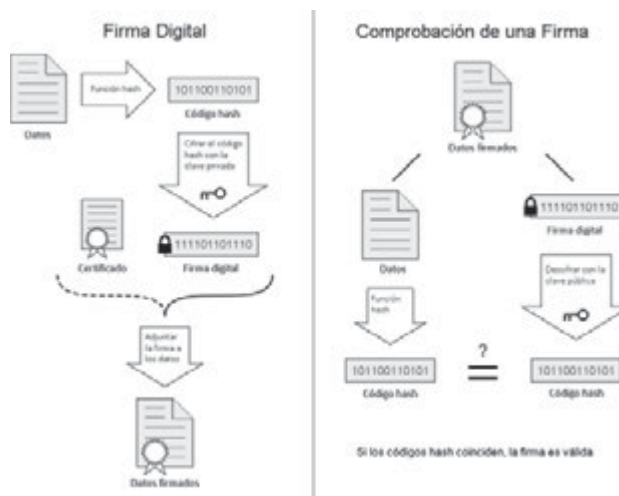 Firma Digital
Datos
Función hash
101100110101
Código hash
Cifrar el código
hash con la
clave privada
Certificado
111101101110
Firma digital
Adjuntar
la firma a
los datos
Datos firmados
Comprobación de una Firma
Datos firmados
Datos
111101101110
Firma digital
Función
hash
Descifrar con la
clave pública
101100110101
Código hash
?
=
101100110101
Código hash
Si los códigos hash coinciden, la firma es válida